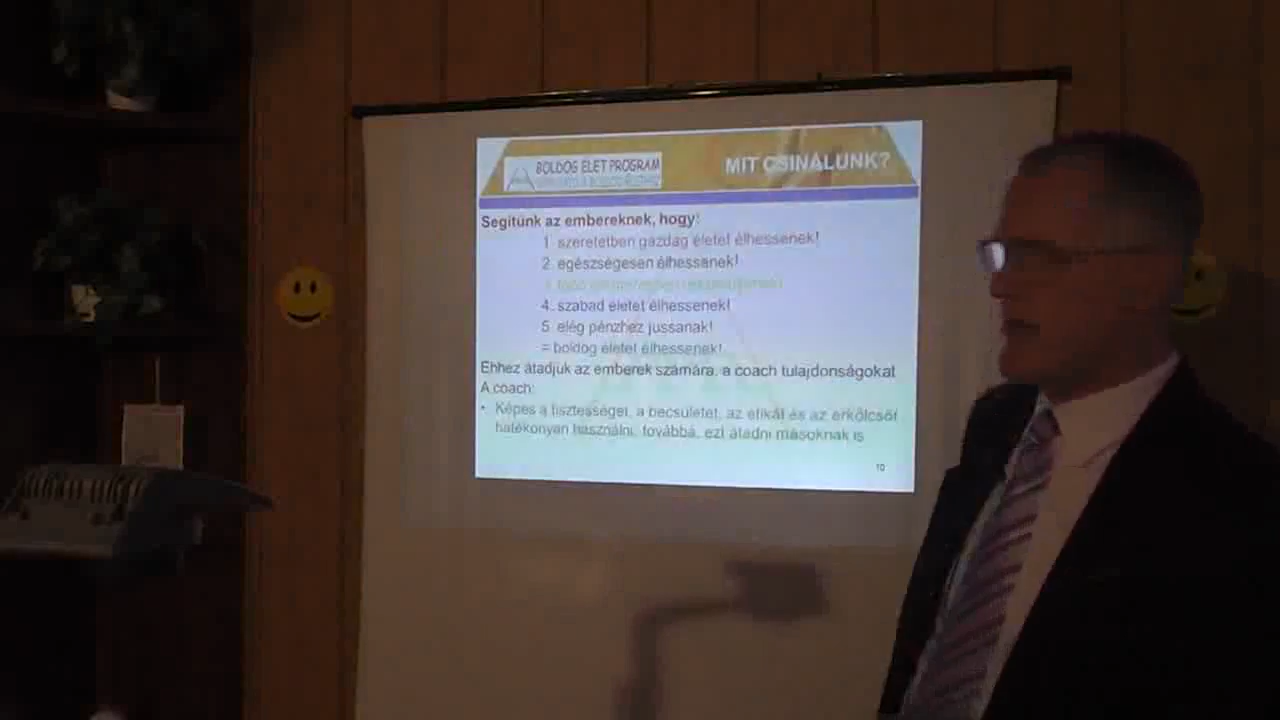 BOLDOG ÉLET PROGRAM
MIT CSINÁLUNK?
Segítünk az embereknek, hogy:
1. szeretetben gazdag életet élhessenek!
2. egészségesen élhessenek!
3.
4. szabad életet élhessenek!
5. elég pénzhez jussanak!
= boldog életet élhessenek!
Ehhez átadjuk az emberek számára, a coach tulajdonságokat
A coach:
• Képes a tisztességet, a becsületet, az etikát és az erkölcsöt
hatékonyan használni, továbbá, ezt átadni másoknak is
10